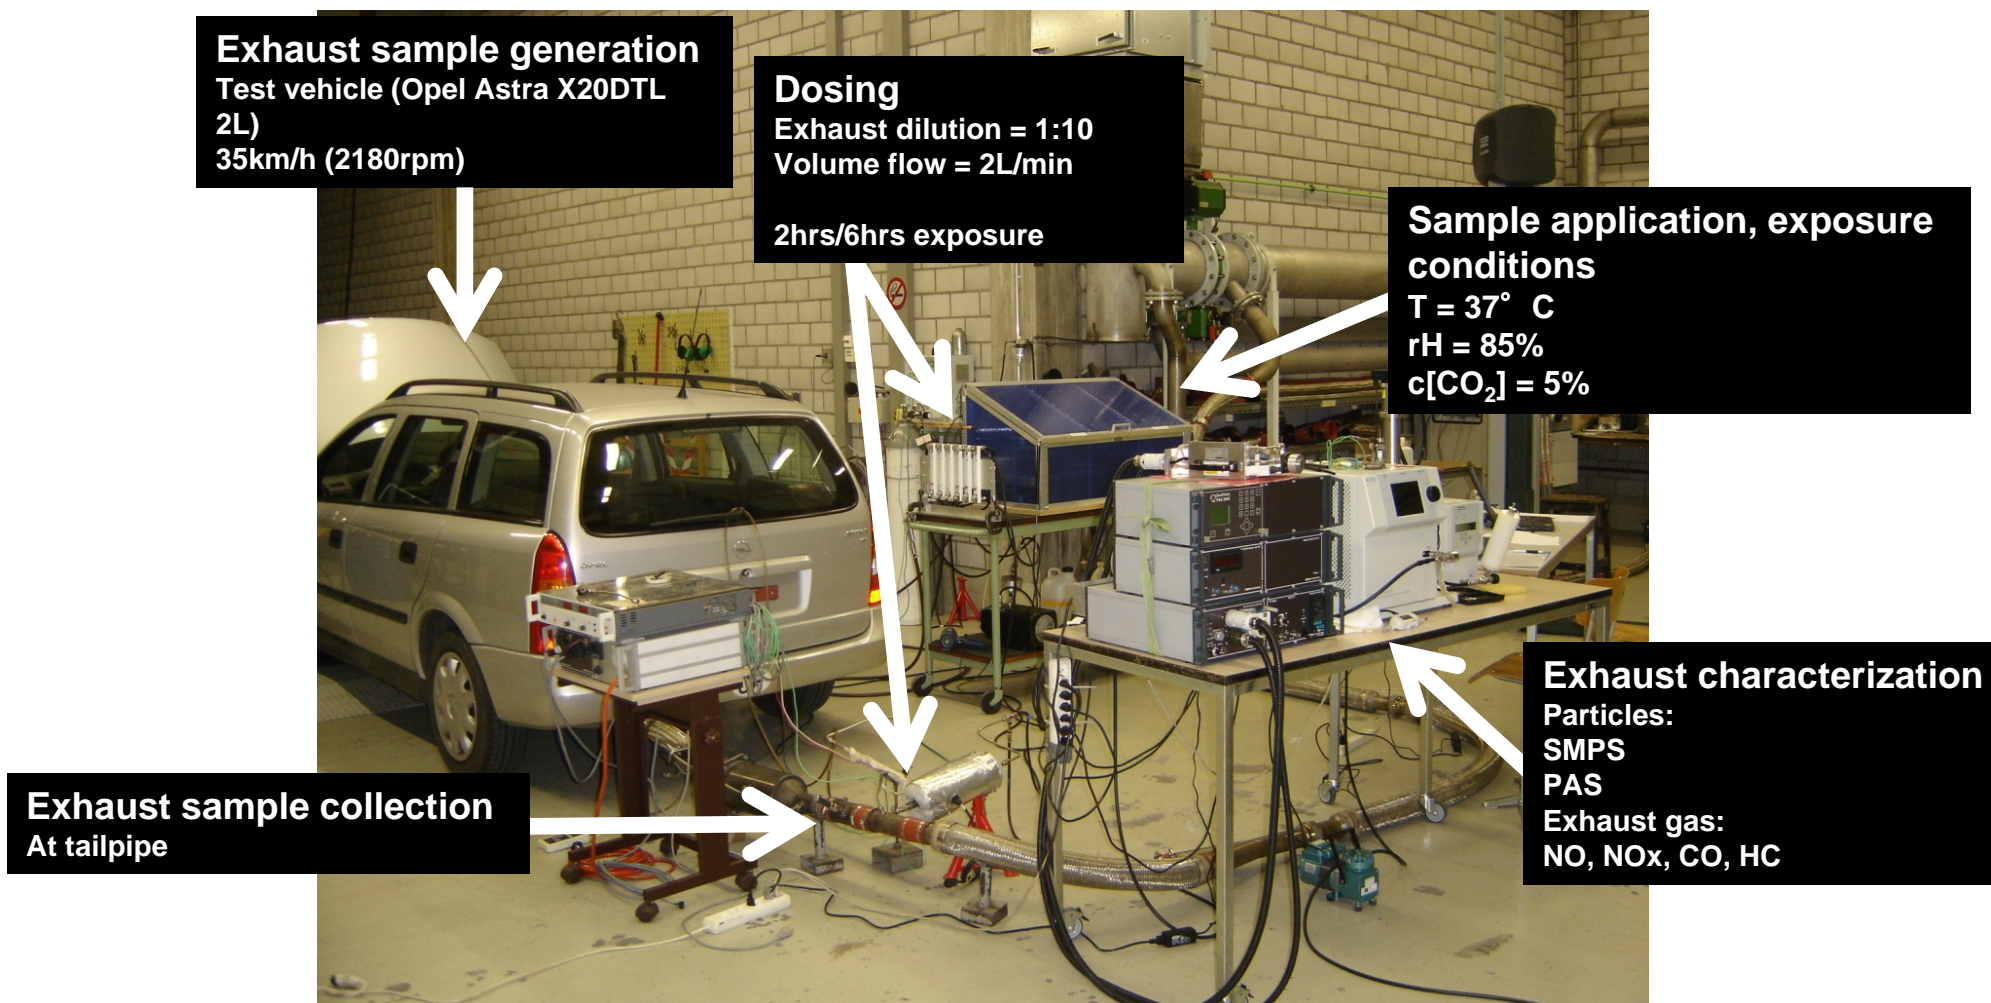 Exhaust sample generation
Test vehicle (Opel Astra X20DTL
2L)
35km/h (2180rpm)
Dosing
Exhaust dilution = 1:10
Volume flow = 2L/min
2hrs/6hrs exposure
Sample application, exposure
conditions
T = 37° C
rH = 85%
c[CO₂] = 5%
Exhaust sample collection
At tailpipe
Exhaust characterization
Particles:
SMPS
PAS
Exhaust gas:
NO, NOx, CO, HC